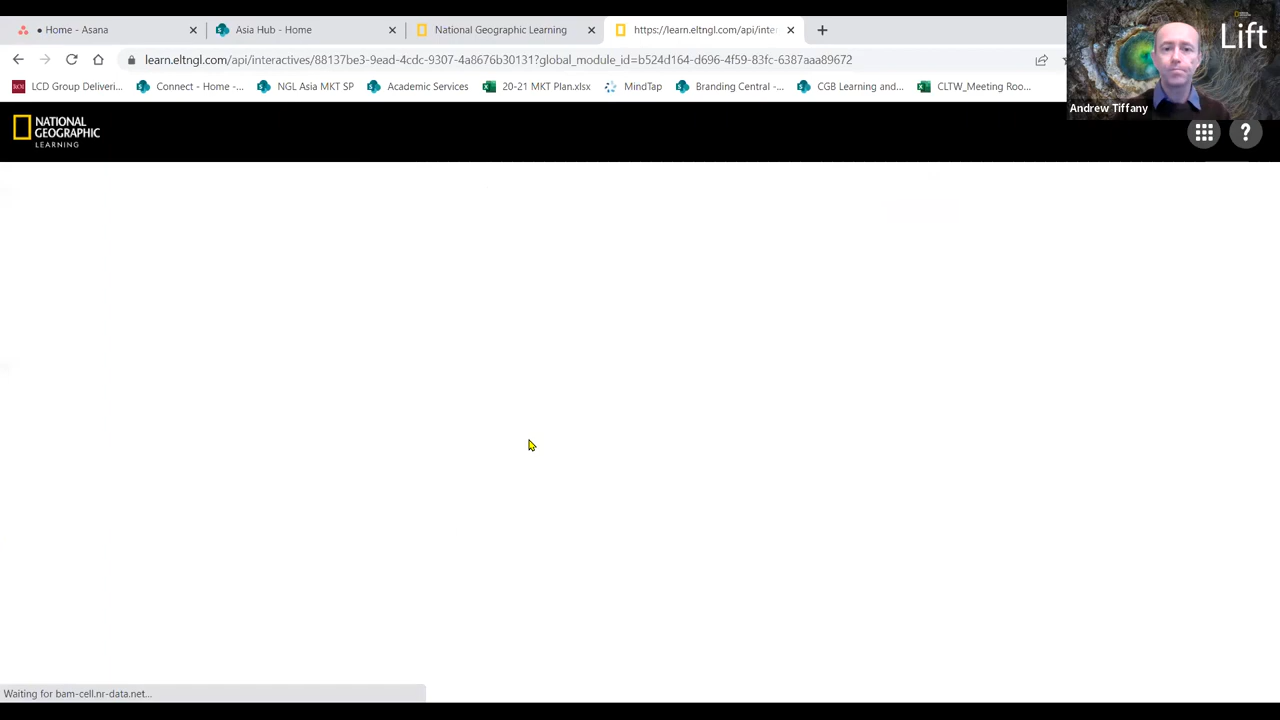 Home - Asana
Asia Hub - Home
National Geographic Learning
https://learn.eltngl.com/api/inter
Lift
learn.eltngl.com/api/interactives/88137be3-9ead-4cdc-9307-4a6676b30131?global_module_id=b524d164-d696-4f59-83fc-6387aaa89672
LCD Group Deliveri...
Connect - Home -...
NGL Asia MKT SP
Academic Services
20-21 MKT Plan.xlsx
MindTap
Branding Central -...
CGB Learning and...
CLTW_Meeting Roo...
Andrew Tiffany
NATIONAL
GEOGRAPHIC
LEARNING
?
Waiting for bam-cell.nr-data.net...